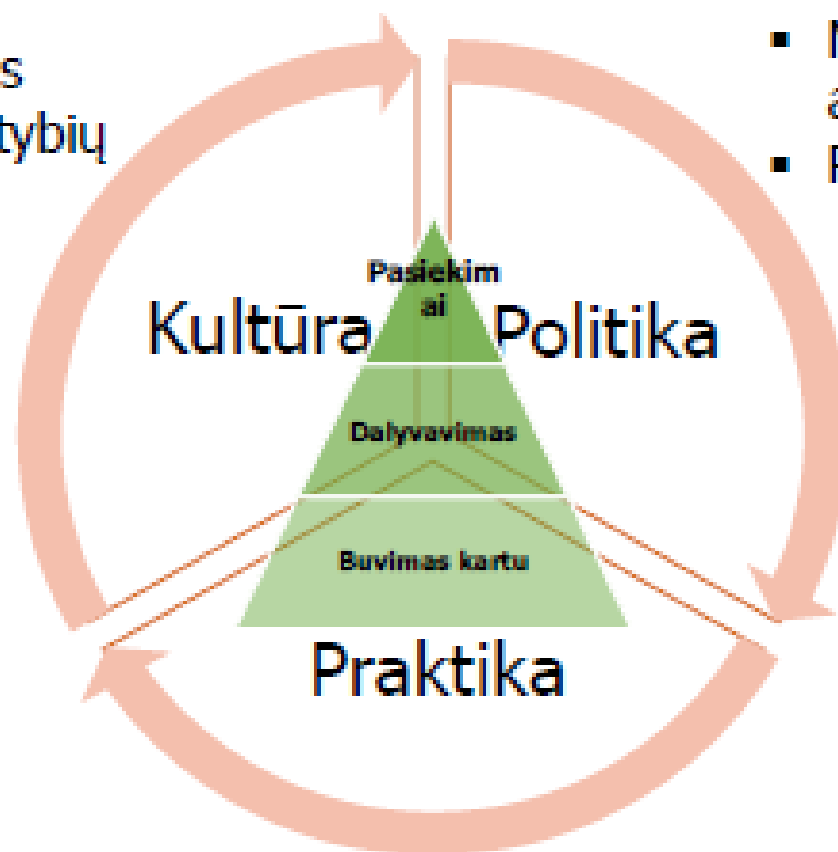 tybių
Pasiekim
ai
Kultūra
Politika
Dalyvavimas
Buvimas kartu
Praktika